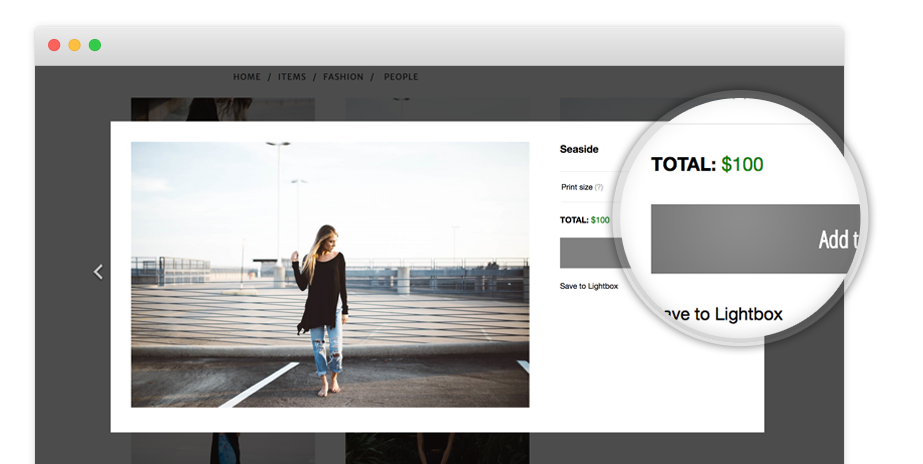 HOME / ITEMS / FASHION / PEOPLE
Seaside
Print size (?)
TOTAL: $100
Save to Lightbox
TOTAL: $100
Add t
ave to Lightbox